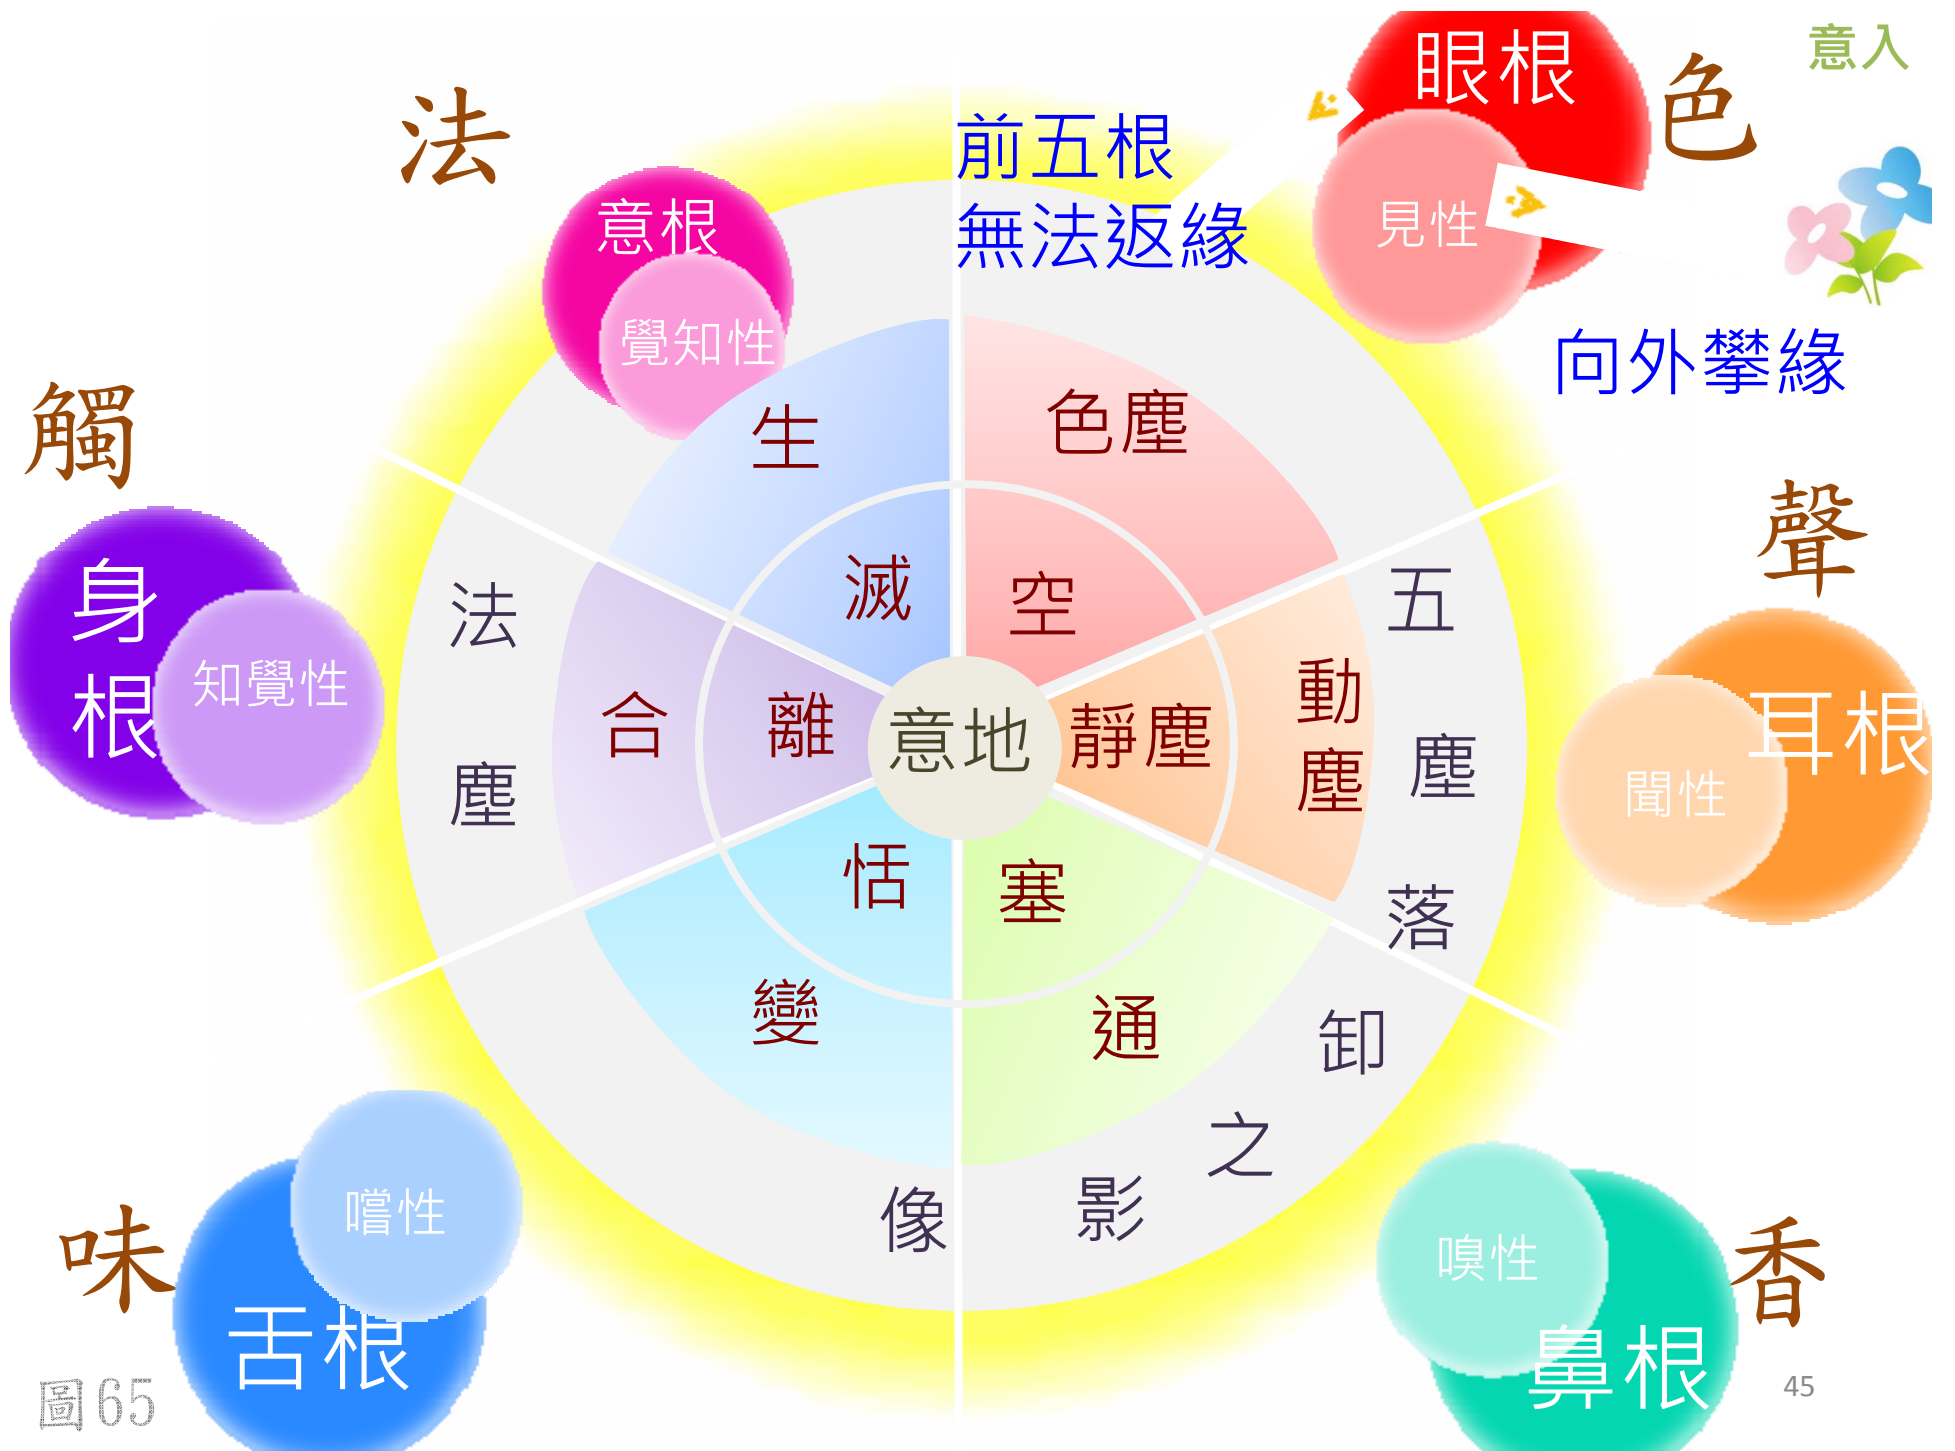 意入
眼根
色
見性
前五根
無法返緣
向外攀緣
法
意根
覺知性
觸
身
根
知覺性
聲
耳根
聞性
味
嚐性
舌根
香
嗅性
鼻根
生
滅
色塵
空
合
離
意地
靜塵
動
塵
恬
變
塞
通
法
塵
五
塵
落
卸
之
影
像
圖65
45